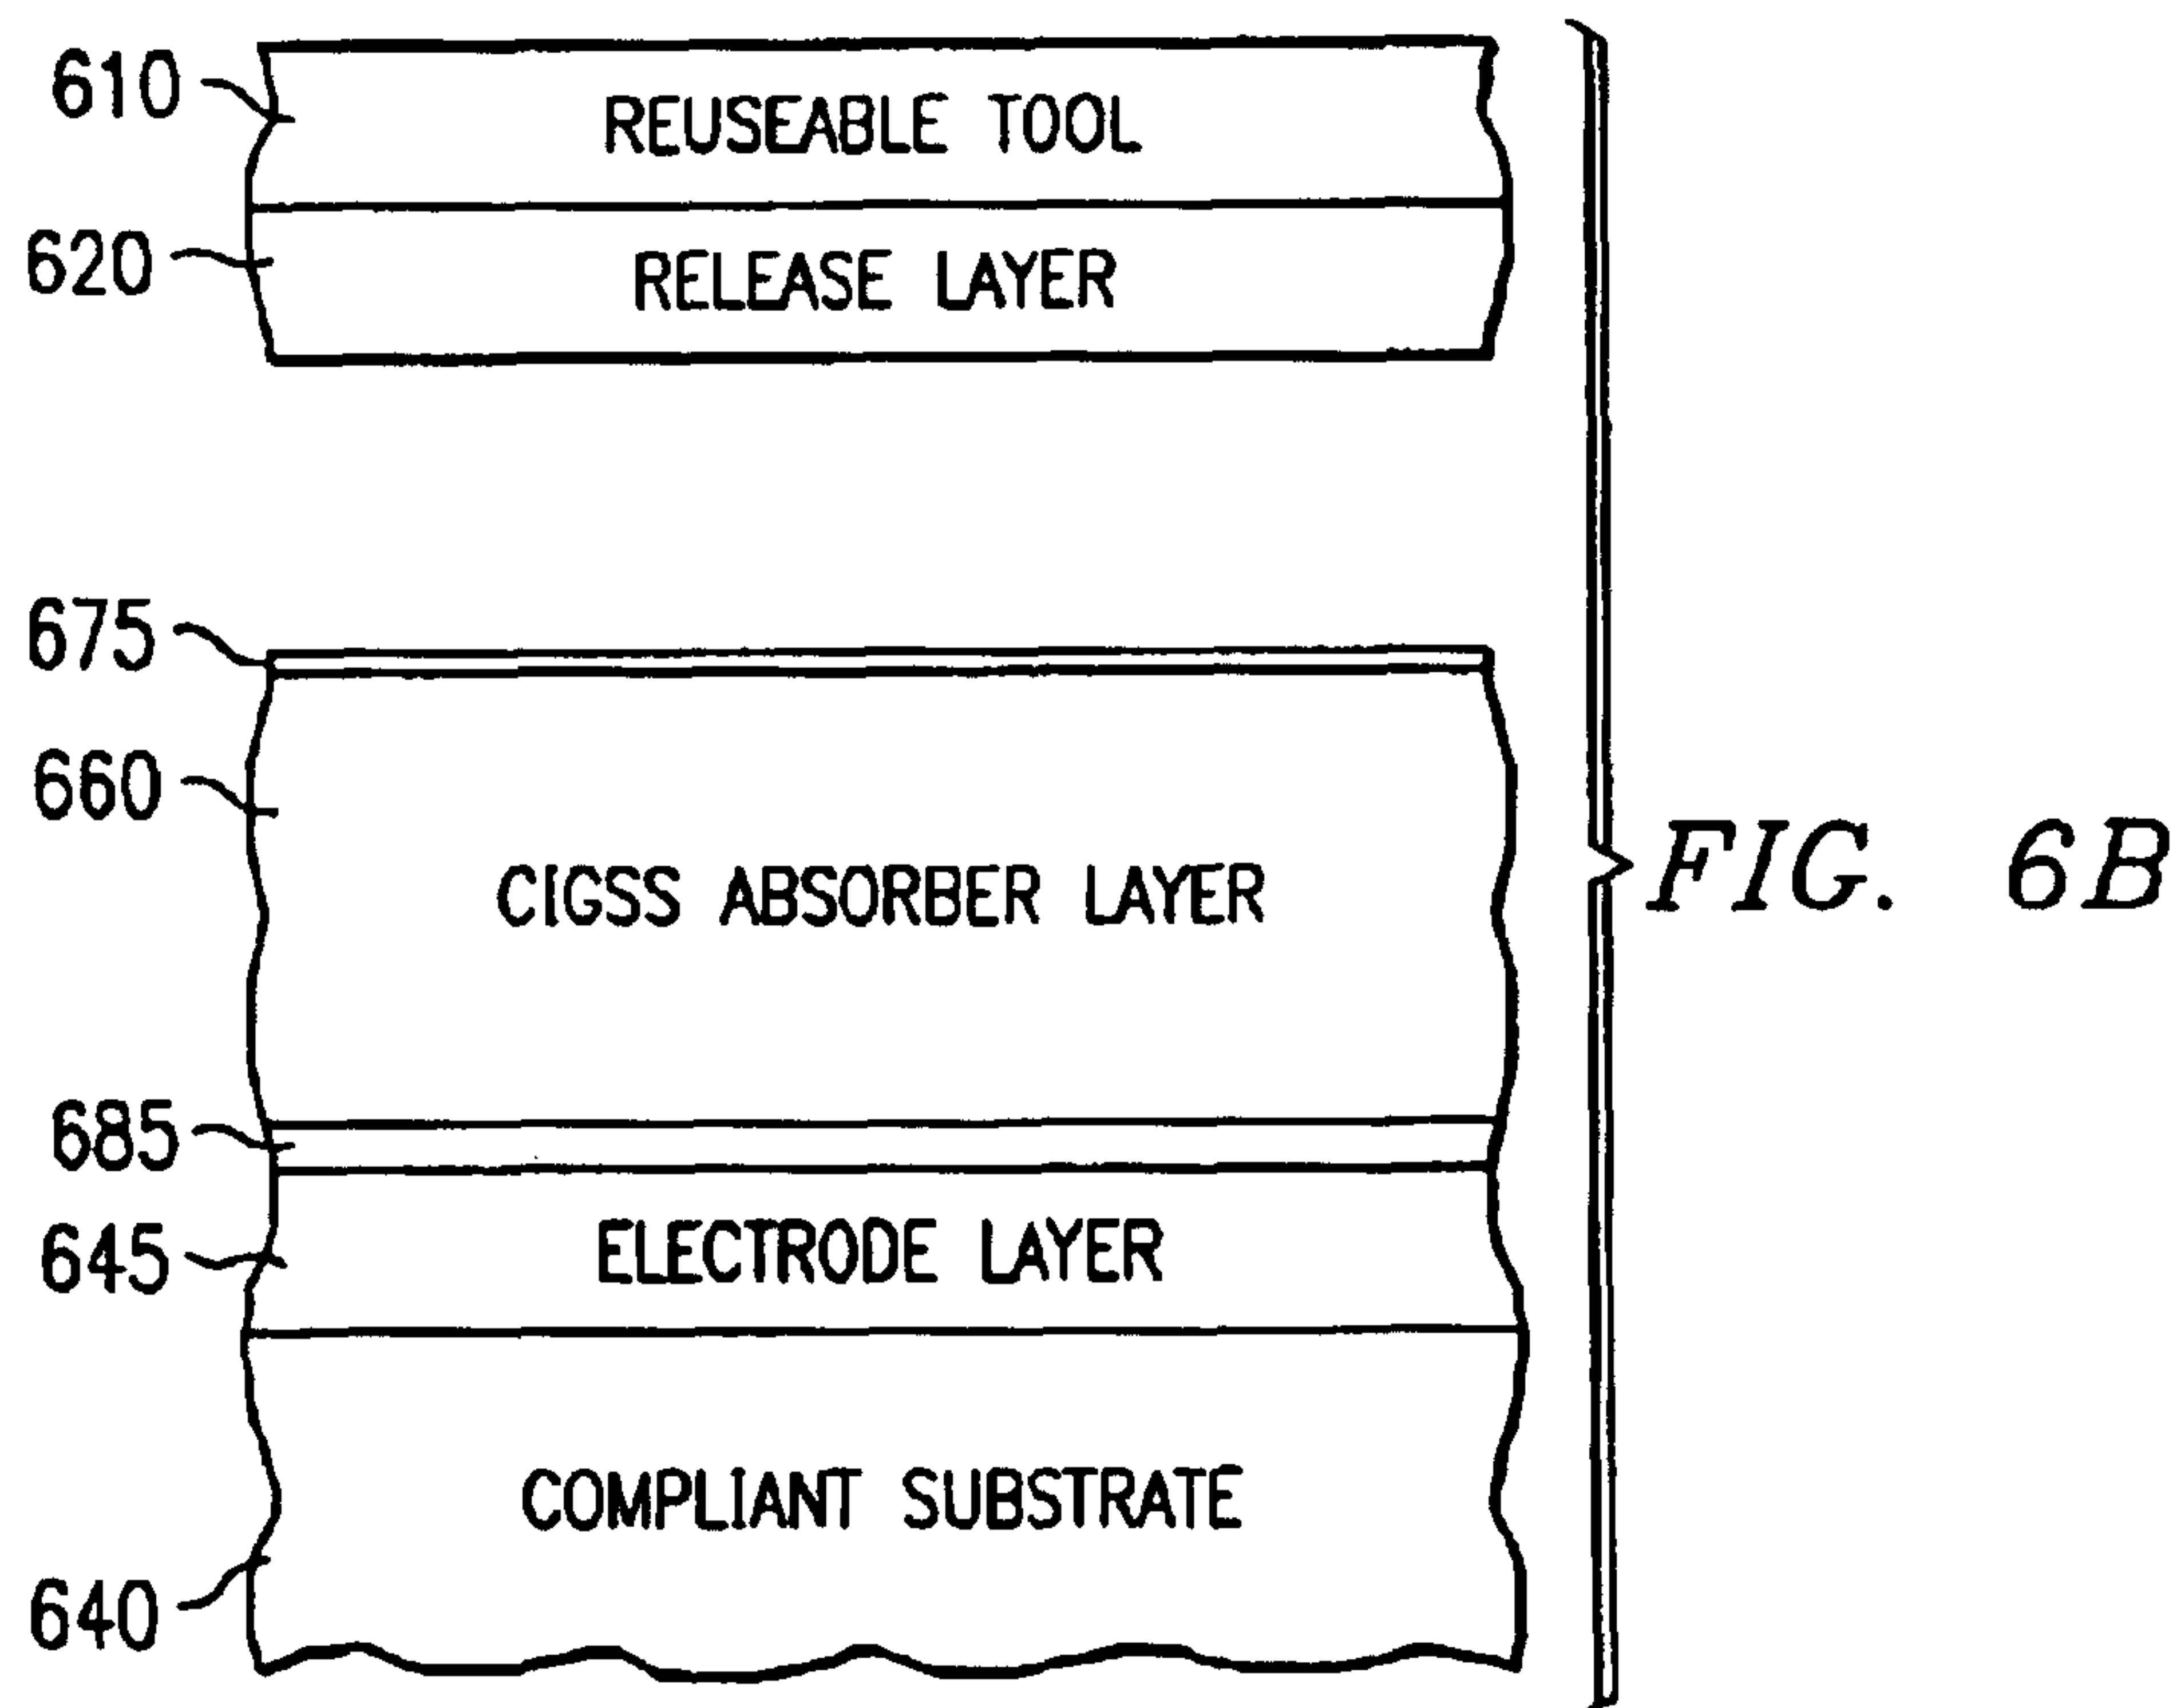 610
REUSEABLE TOOL
620
RELEASE LAYER
675
660
CIGSS ABSORBER LAYER
FIG. 6B
685
645
ELECTRODE LAYER
COMPLIANT SUBSTRATE
640